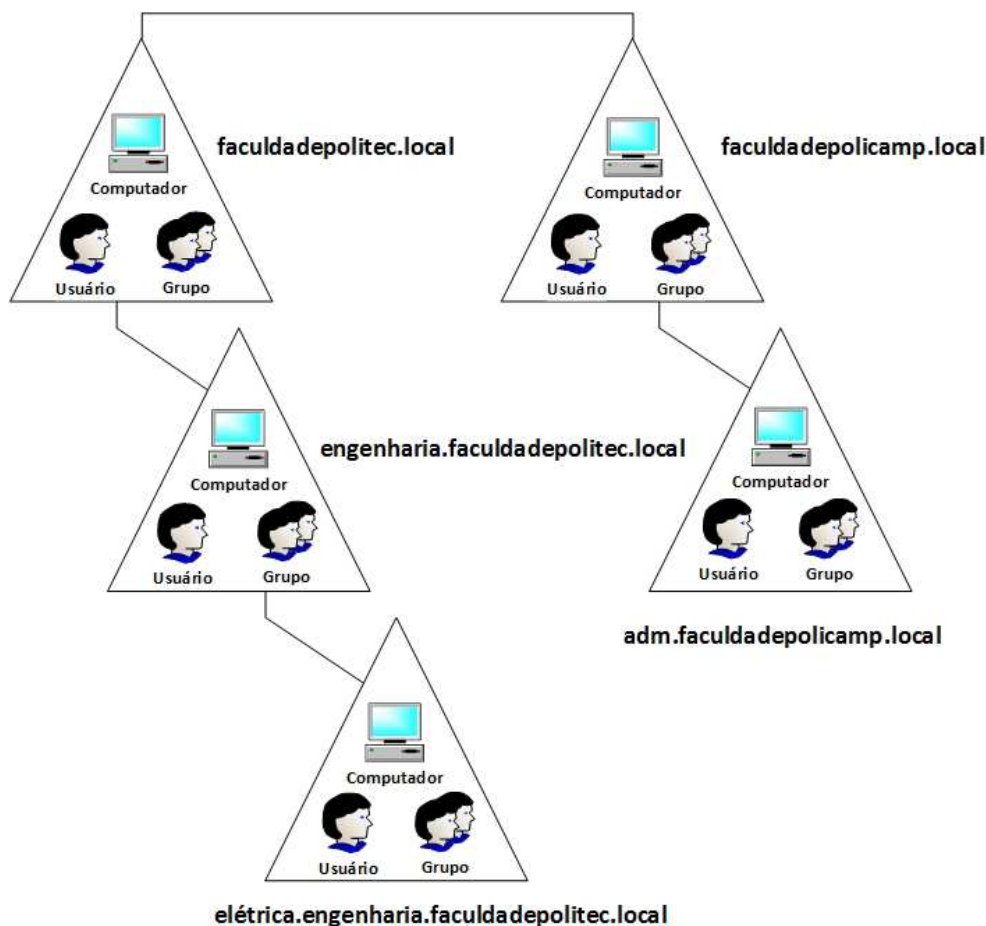 faculdadepolitec.local
Computador
Usuário
Grupo
faculdadepolicamp.local
Computador
Usuário
Grupo
engenharia.faculdadepolitec.local
Computador
Usuário
Grupo
Computador
Usuário
Grupo
adm.faculdadepolicamp.local
Computador
Usuário
Grupo
elétrica.engenharia.faculdadepolitec.local